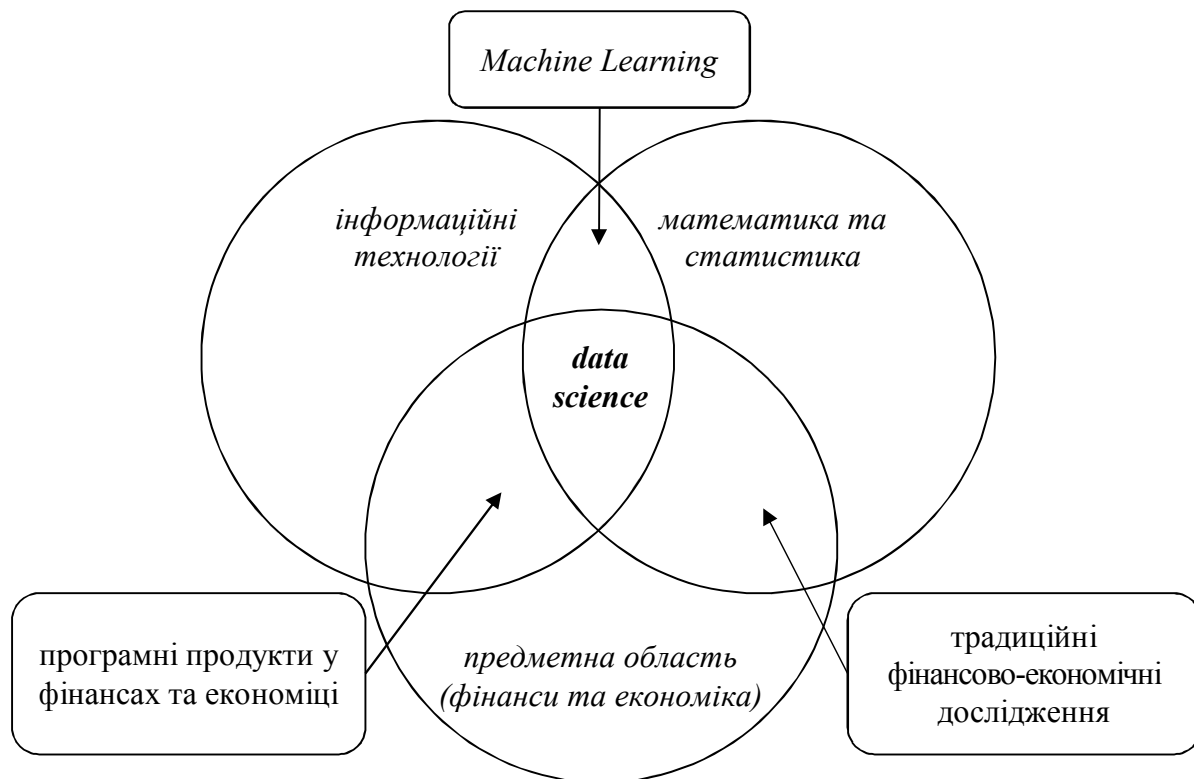 Machine Learning
інформаційні
технології
математика та
статистика
data
science
програмні продукти у
фінансах та економіці
предметна область
(фінанси та економіка)
традиційні
фінансово-економічні
дослідження